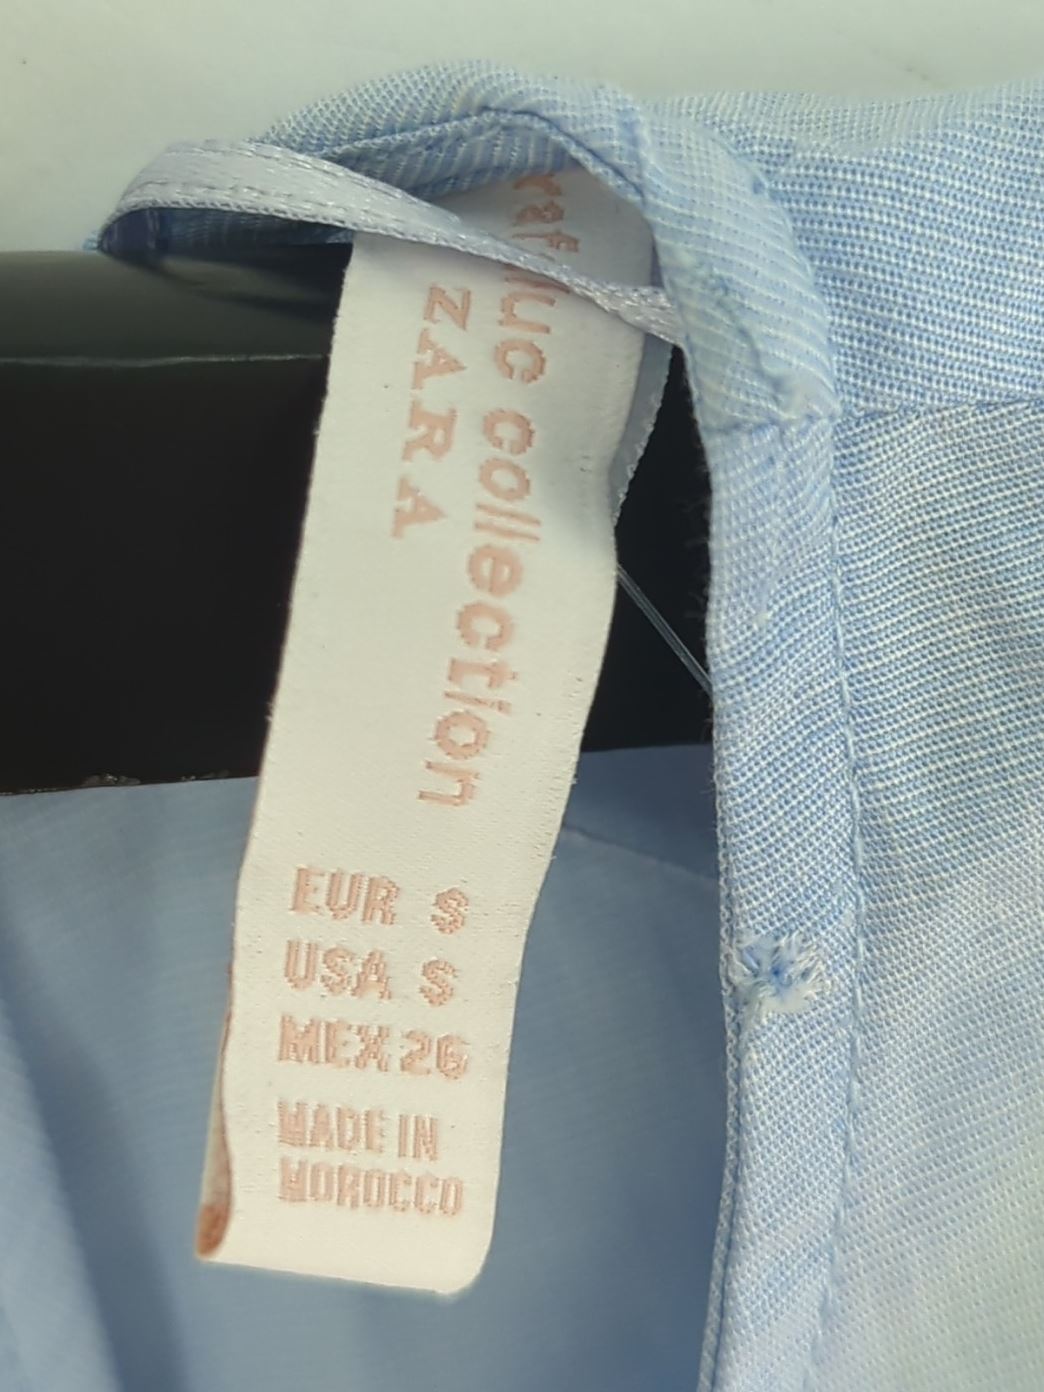 collection
ZARA
EUR S
USA S
MEX 26
MADE IN
MOROCCO